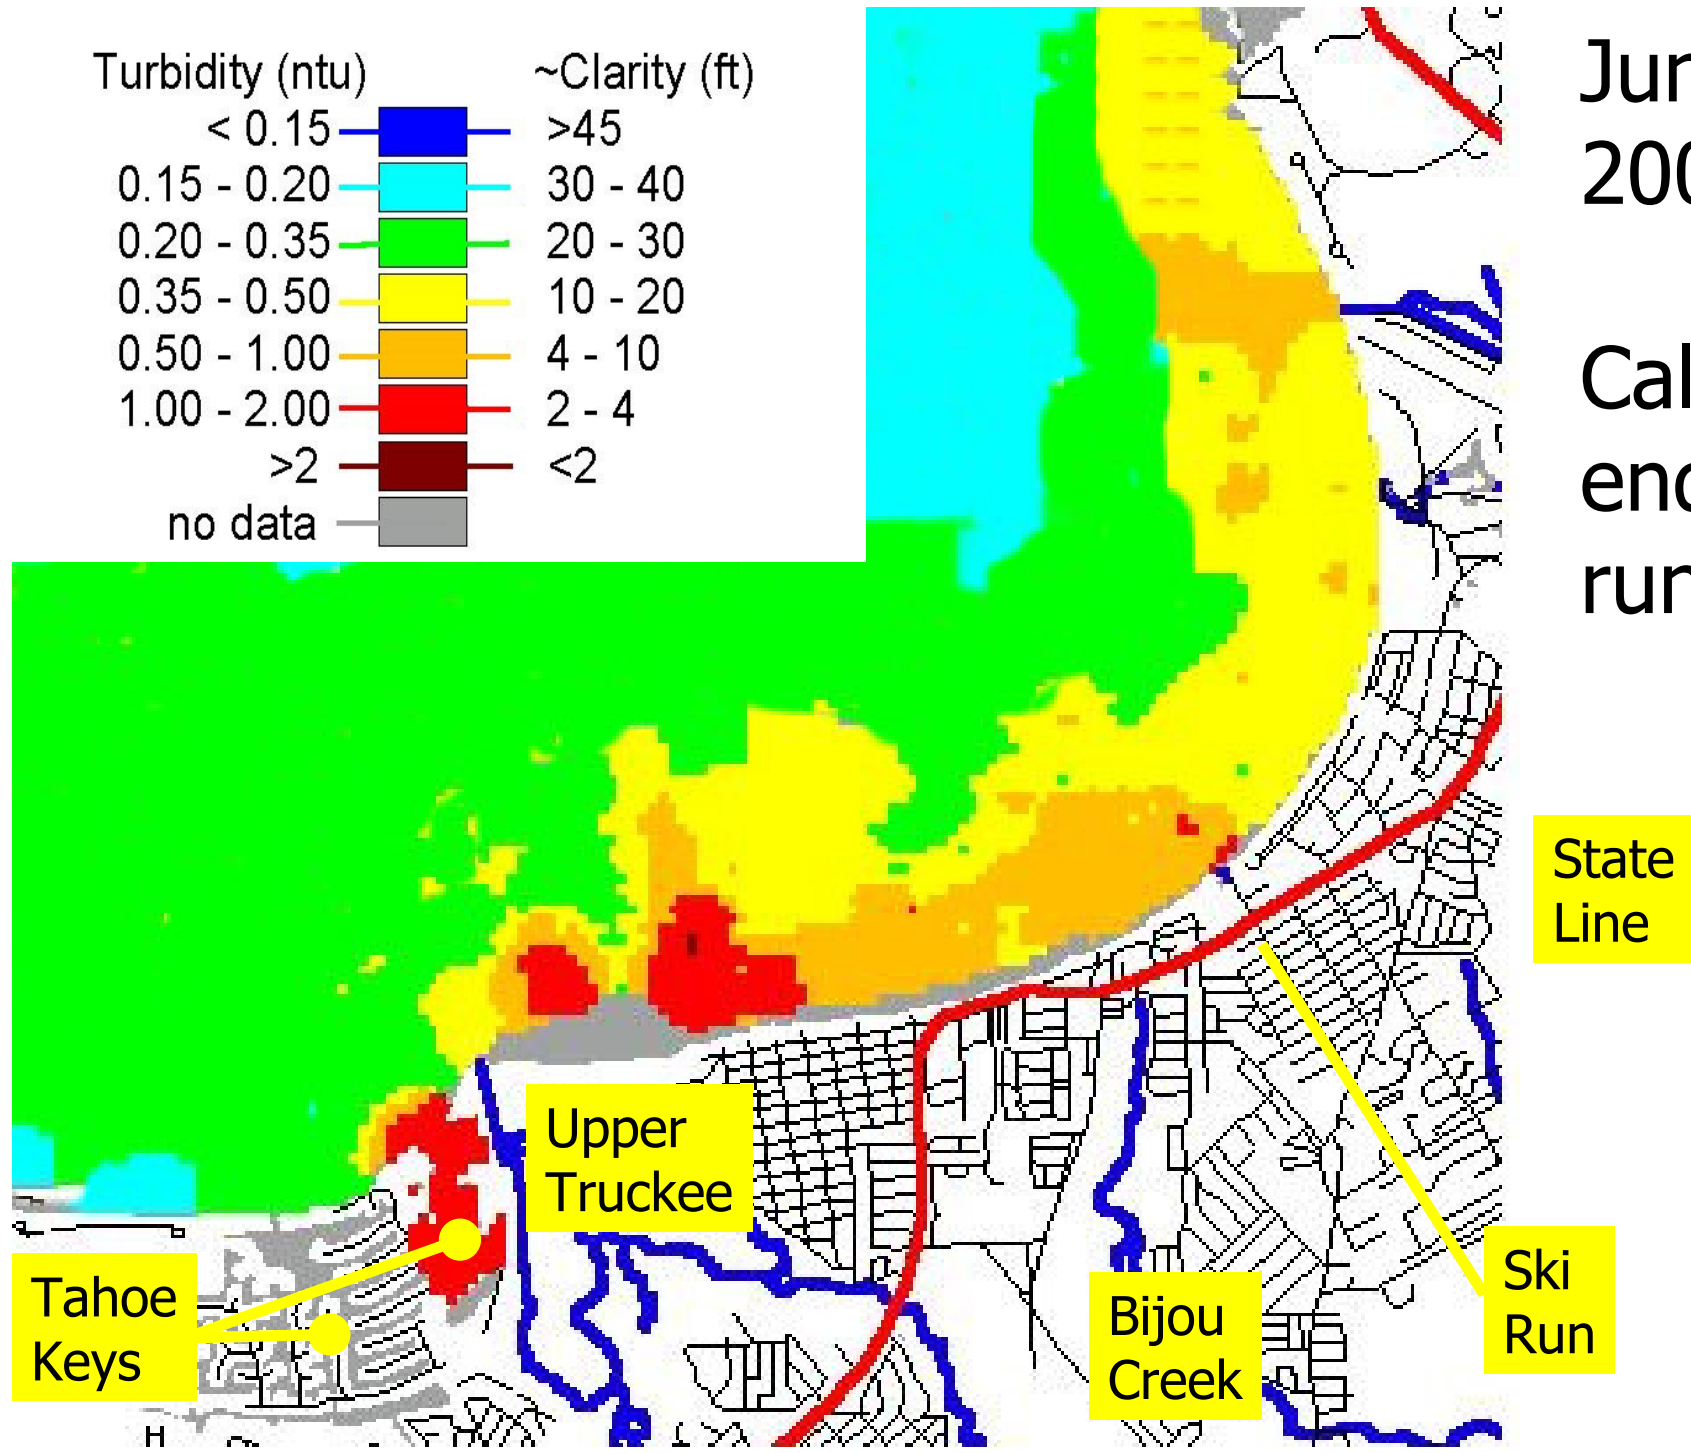 Turbidity (ntu) ~Clarity (ft)
< 0.15 >45
0.15 - 0.20 30 - 40
0.20 - 0.35 20 - 30
0.35 - 0.50 10 - 20
0.50 - 1.00 4 - 10
1.00 - 2.00 2 - 4
>2 <2
no data
State
Line
Upper
Truckee
Tahoe
Keys
Bijou
Creek
Ski
Run